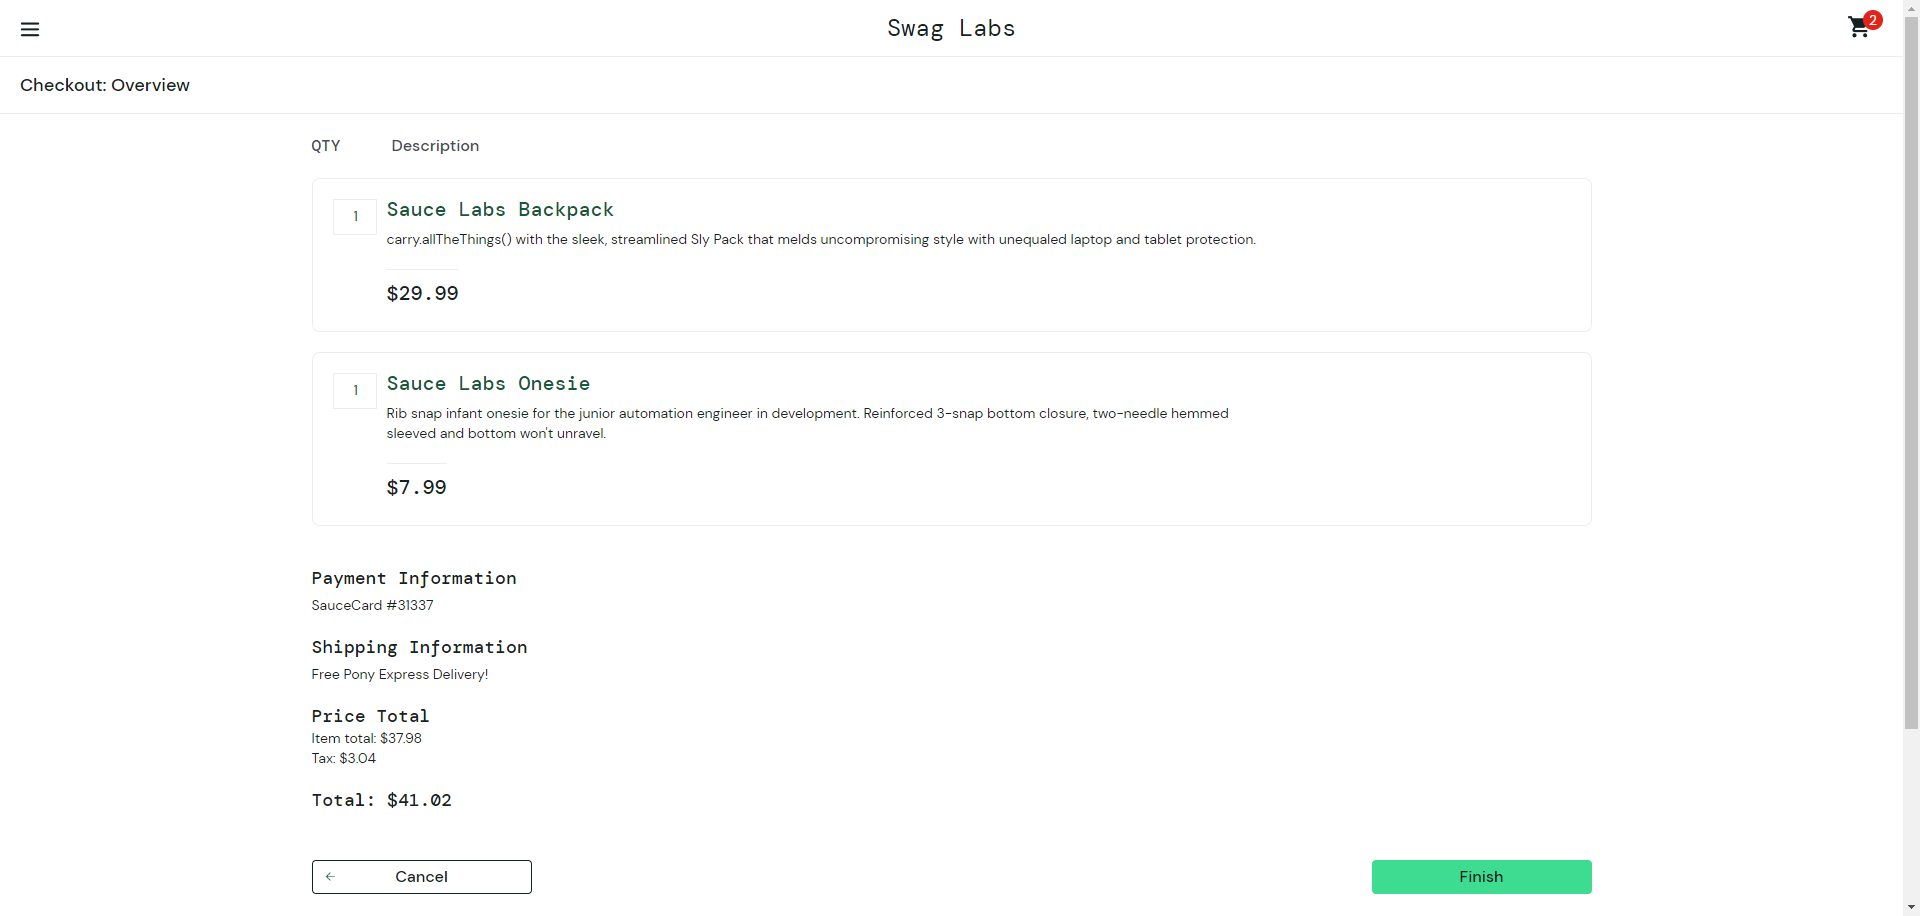 Swag Labs
2
Checkout: Overview
QTY Description
1
Sauce Labs Backpack
carry.allTheThings() with the sleek, streamlined Sly Pack that melds uncompromising style with unequaled laptop and tablet protection.
$29.99
1
Sauce Labs Onesie
Rib snap infant onesie for the junior automation engineer in development. Reinforced 3-snap bottom closure, two-needle hemmed
sleeved and bottom won't unravel.
$7.99
Payment Information
SauceCard #31337
Shipping Information
Free Pony Express Delivery!
Price Total
Item total: $37.98
Tax: $3.04
Total: $41.02
Cancel
Finish